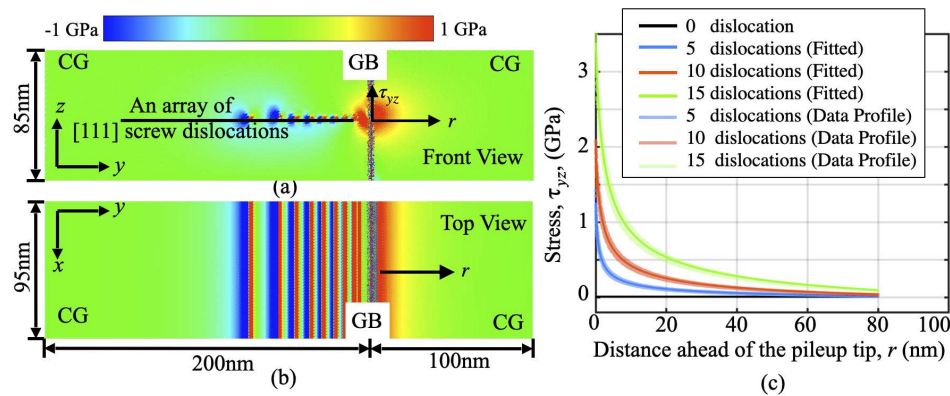 -1 GPa
1 GPa
CG
GB
CG
85nm
z
y
An array of
[111] screw dislocations
τyz
r
Front View
(a)
95nm
y
x
Top View
r
CG
GB
CG
200nm
100nm
(b)
0 dislocation
5 dislocations (Fitted)
10 dislocations (Fitted)
15 dislocations (Fitted)
5 dislocations (Data Profile)
10 dislocations (Data Profile)
15 dislocations (Data Profile)
Stress, τyz, (GPa)
3
2
1
0
0 20 40 60 80 100
Distance ahead of the pileup tip, r (nm)
(c)